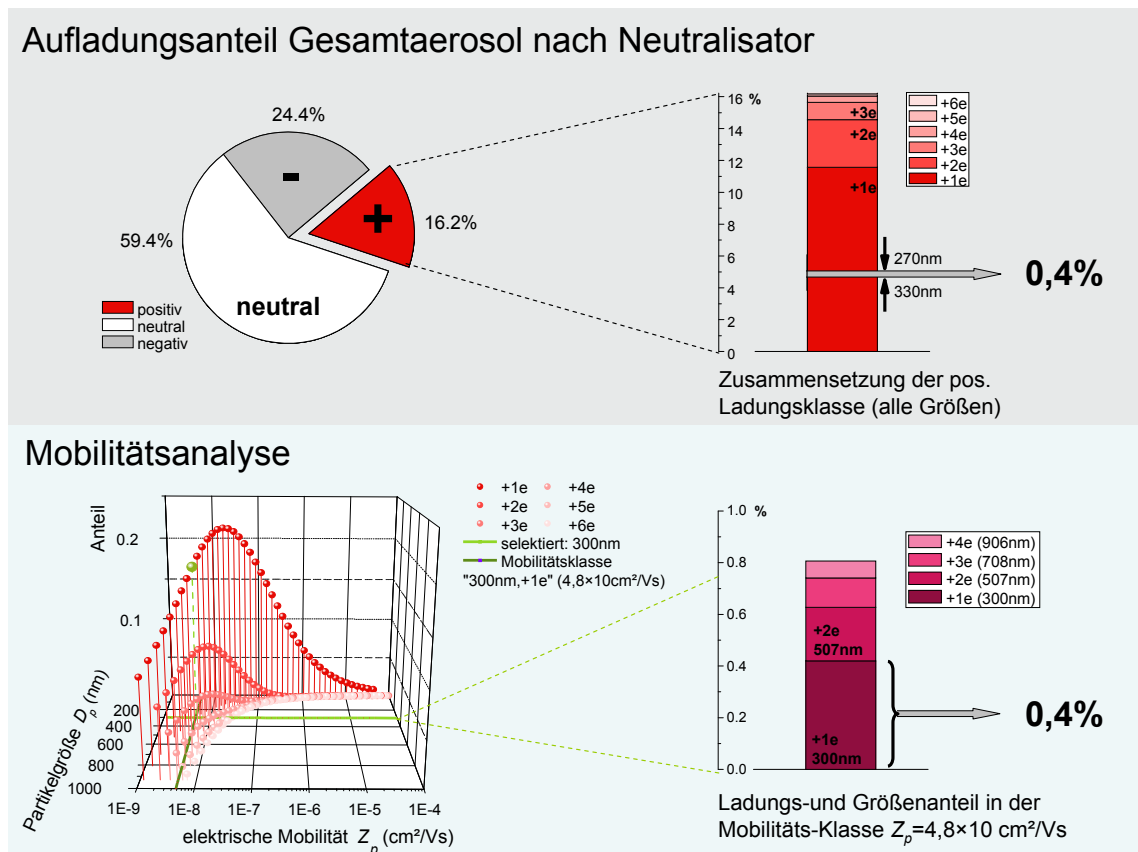 Aufladungsanteil Gesamtaerosol nach Neutralisator
24.4%
-
+
16.2%
59.4%
neutral
positiv
neutral
negativ
16 %
14
12
10
8
6
4
2
0
+3e
+2e
+1e
+6e
+5e
+4e
+3e
+2e
+1e
270nm
330nm
0,4%
Zusammensetzung der pos.
Ladungsklasse (alle Größen)
Mobilitätsanalyse
Anteil
0.2
0.1
200
400
600
800
1000
Partikelgröße Dp (nm)
1E-9 1E-8 1E-7 1E-6 1E-5 1E-4
elektrische Mobilität Zp (cm²/Vs)
+1e +4e
+2e +5e
+3e +6e
selektiert: 300nm
Mobilitätsklasse
"300nm,+1e" (4,8×10cm²/Vs)
1.0 %
0.8
0.6
0.4
0.2
0.0
+2e
507nm
+1e
300nm
+4e (906nm)
+3e (708nm)
+2e (507nm)
+1e (300nm)
0,4%
Ladungs-und Größenanteil in der
Mobilitäts-Klasse Zp=4,8×10 cm²/Vs